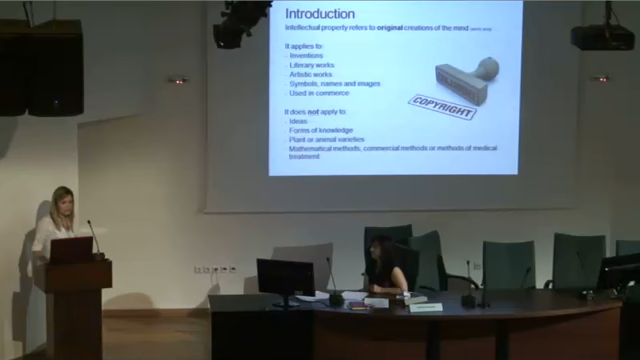 Introduction
Intellectual property refers to original creations of the mind
It applies to:
- Inventions
- Literary works
- Artistic works
- Symbols, names and images
- Used in commerce
COPYRIGHT
It does not apply to:
- Ideas
- Forms of knowledge
- Plant or animal varieties
- Mathematical methods, commercial methods or methods of medical
treatment